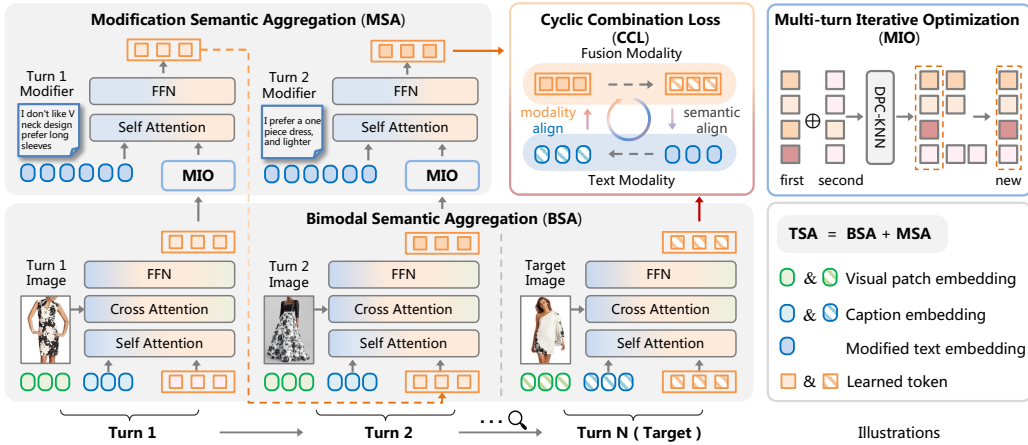 Modification Semantic Aggregation (MSA)
Turn 1
Modifier
I don't like V
neck design
prefer long
sleeves
FFN
Self Attention
MIO
Turn 2
Modifier
I prefer a one
piece dress,
and lighter
FFN
Self Attention
MIO
Cyclic Combination Loss
(CCL)
Fusion Modality
modality
align
semantic
align
Text Modality
Multi-turn Iterative Optimization
(MIO)
DPC-KNN
first
second
new
Bimodal Semantic Aggregation (BSA)
Turn 1
Image
FFN
Cross Attention
Self Attention
Turn 2
Image
FFN
Cross Attention
Self Attention
Target
Image
FFN
Cross Attention
Self Attention
TSA = BSA + MSA
& Visual patch embedding
& Caption embedding
Modified text embedding
& Learned token
Turn 1
Turn 2
...
Turn N ( Target )
Illustrations